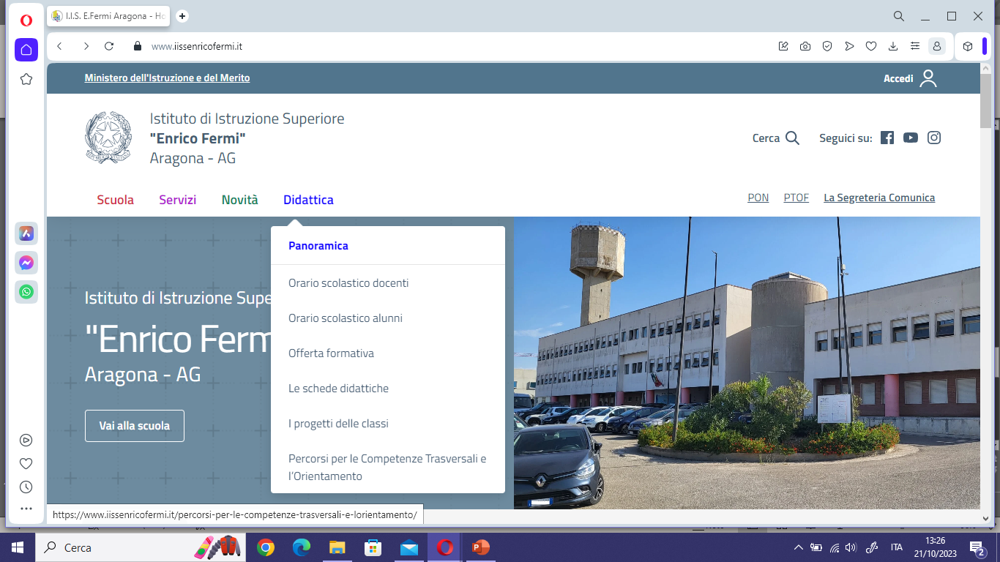 I.I.S. E.Fermi Aragona - Ho
www.iissenricofermi.it
Ministero dell'Istruzione e del Merito
Accedi
Istituto di Istruzione Superiore
"Enrico Fermi"
Aragona - AG
Cerca
Seguici su:
Scuola
Servizi
Novità
Didattica
PON
PTOF
La Segreteria Comunica
Panoramica
Orario scolastico docenti
Orario scolastico alunni
Offerta formativa
Le schede didattiche
I progetti delle classi
Percorsi per le Competenze Trasversali e
l'Orientamento
Istituto di Istruzione Supe
"Enrico Ferm
Aragona - AG
Vai alla scuola
https://www.iissenricofermi.it/percorsi-per-le-competenze-trasversali-e-lorientamento/
Cerca
ITA
13:26
21/10/2023
2